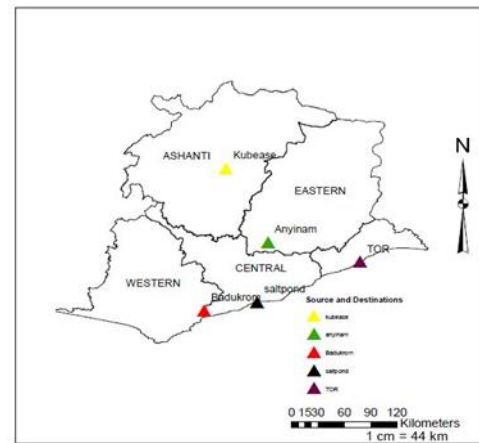 ASHANTI
Kubease
N
EASTERN
Anyinam
TOR
CENTRAL
WESTERN
saltpond
Badukrom
Source and Destinations
kubease
anyinam
Badukrom
saltpond
TOR
0 1530 60 90 120
Kilometers
1 cm = 44 km